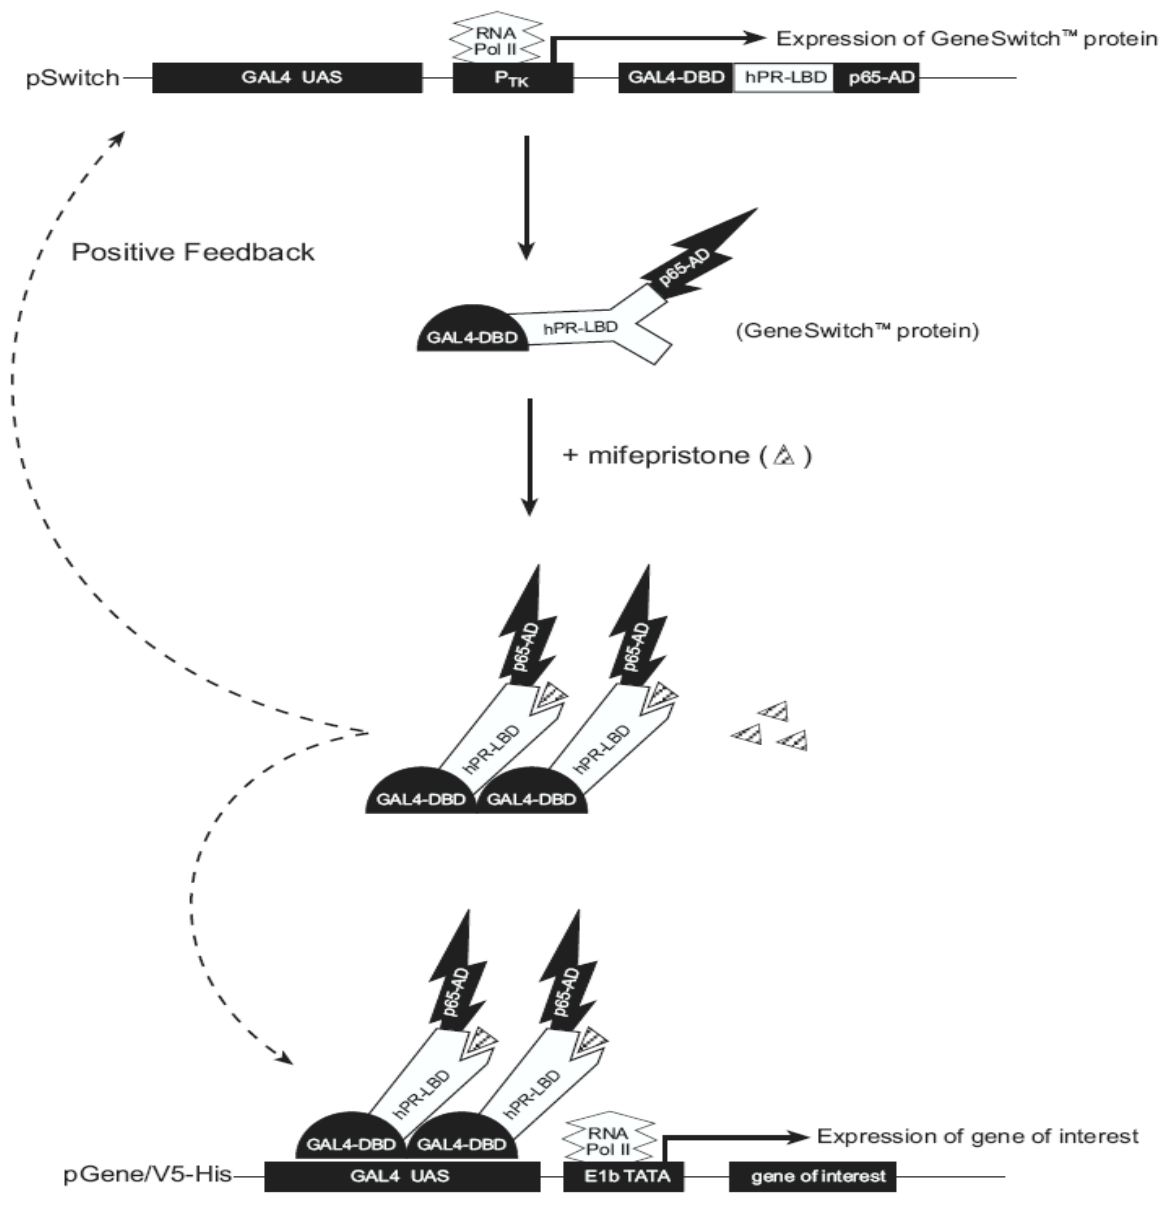 RNA
Pol II
Expression of GeneSwitch™ protein
pSwitch
GAL4 UAS
PTK
GAL4-DBD
hPR-LBD
p65-AD
Positive Feedback
p65-AD
GAL4-DBD
hPR-LBD
(GeneSwitch™ protein)
+ mifepristone ( )
p65-AD
p65-AD
hPR-LBD
hPR-LBD
GAL4-DBD
GAL4-DBD
p65-AD
p65-AD
hPR-LBD
hPR-LBD
GAL4-DBD
GAL4-DBD
RNA
Pol II
Expression of gene of interest
pGene/V5-His
GAL4 UAS
E1b TATA
gene of interest